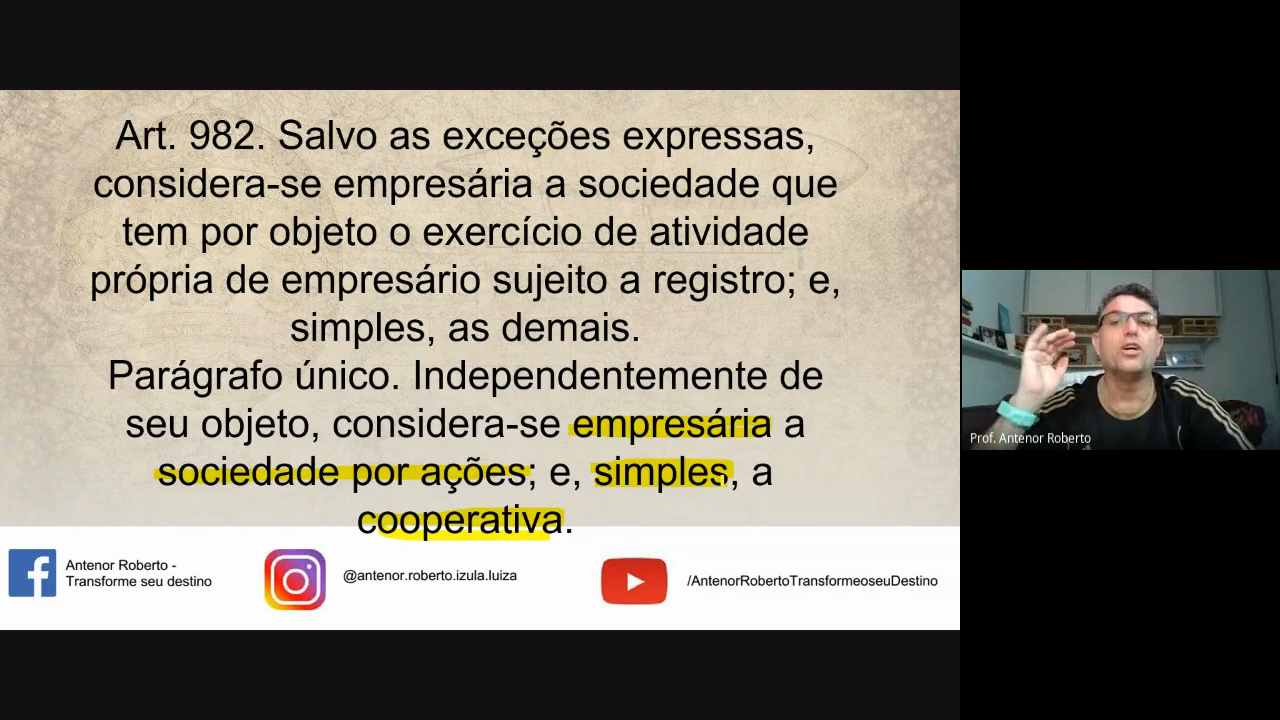 Art. 982. Salvo as exceções expressas,
considera-se empresária a sociedade que
tem por objeto o exercício de atividade
própria de empresário sujeito a registro; e,
simples, as demais.
Parágrafo único. Independentemente de
seu objeto, considera-se empresária a
sociedade por ações; e, simples, a
cooperativa.
Antenor Roberto -
Transforme seu destino
@antenor.roberto.izula.luiza
/AntenorRobertoTransformeoseuDestino
Prof. Antenor Roberto